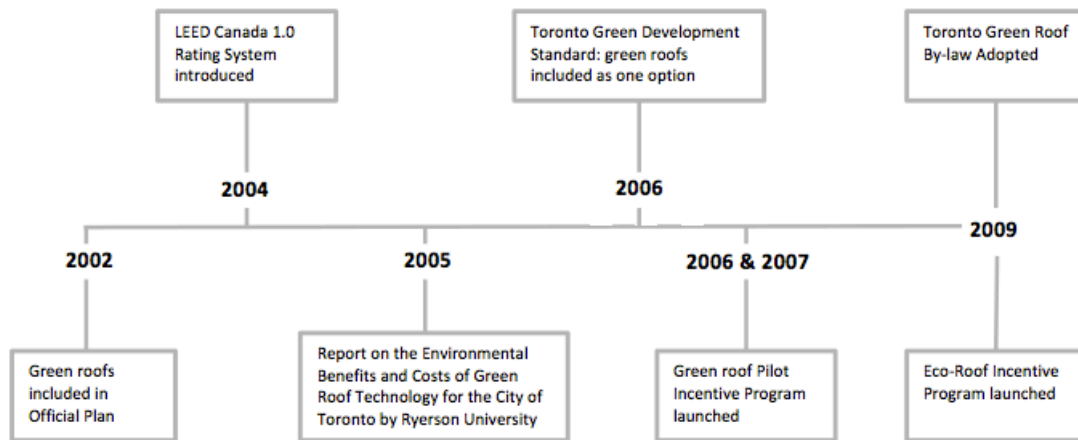 LEED Canada 1.0
Rating System
introduced
Toronto Green Development
Standard: green roofs
included as one option
Toronto Green Roof
By-law Adopted
2004
2006
2002
2005
2006 & 2007
2009
Green roofs
included in
Official Plan
Report on the Environmental
Benefits and Costs of Green
Roof Technology for the City of
Toronto by Ryerson University
Green roof Pilot
Incentive Program
launched
Eco-Roof Incentive
Program launched